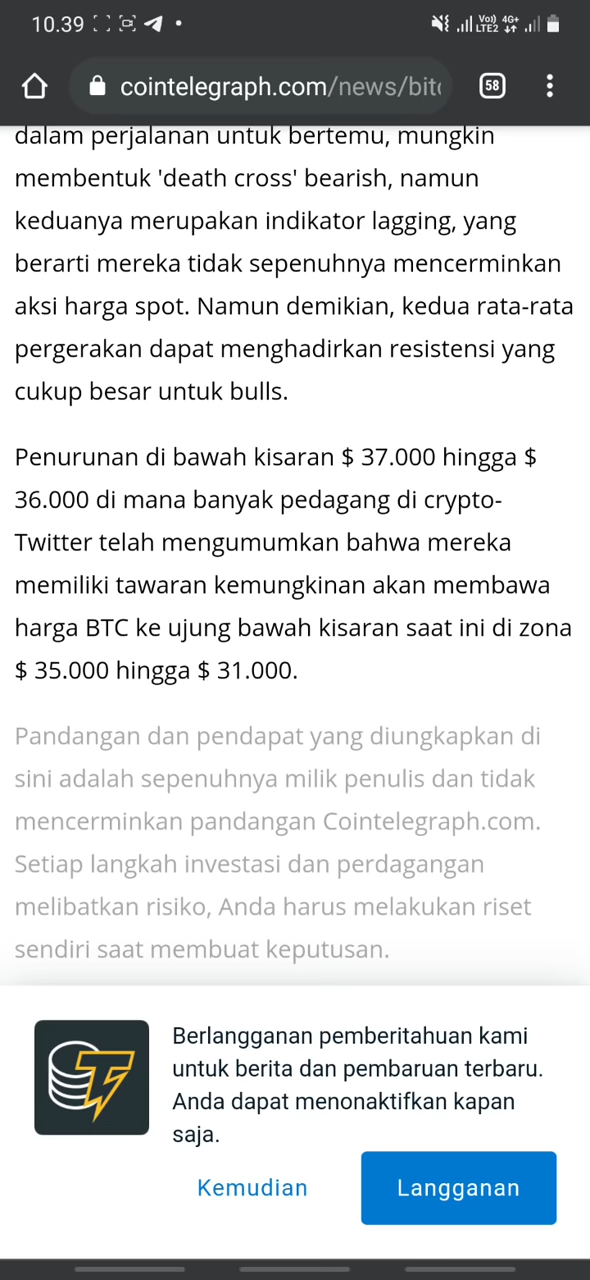 10.39
Vo)) 4G+
LTE2
cointelegraph.com/news/bit
58
dalam perjalanan untuk bertemu, mungkin
membentuk 'death cross' bearish, namun
keduanya merupakan indikator lagging, yang
berarti mereka tidak sepenuhnya mencerminkan
aksi harga spot. Namun demikian, kedua rata-rata
pergerakan dapat menghadirkan resistensi yang
cukup besar untuk bulls.
Penurunan di bawah kisaran $ 37.000 hingga $
36.000 di mana banyak pedagang di crypto-
Twitter telah mengumumkan bahwa mereka
memiliki tawaran kemungkinan akan membawa
harga BTC ke ujung bawah kisaran saat ini di zona
$ 35.000 hingga $ 31.000.
Pandangan dan pendapat yang diungkapkan di
sini adalah sepenuhnya milik penulis dan tidak
mencerminkan pandangan Cointelegraph.com.
Setiap langkah investasi dan perdagangan
melibatkan risiko, Anda harus melakukan riset
sendiri saat membuat keputusan.
Berlangganan pemberitahuan kami
untuk berita dan pembaruan terbaru.
Anda dapat menonaktifkan kapan
saja.
Kemudian
Langganan